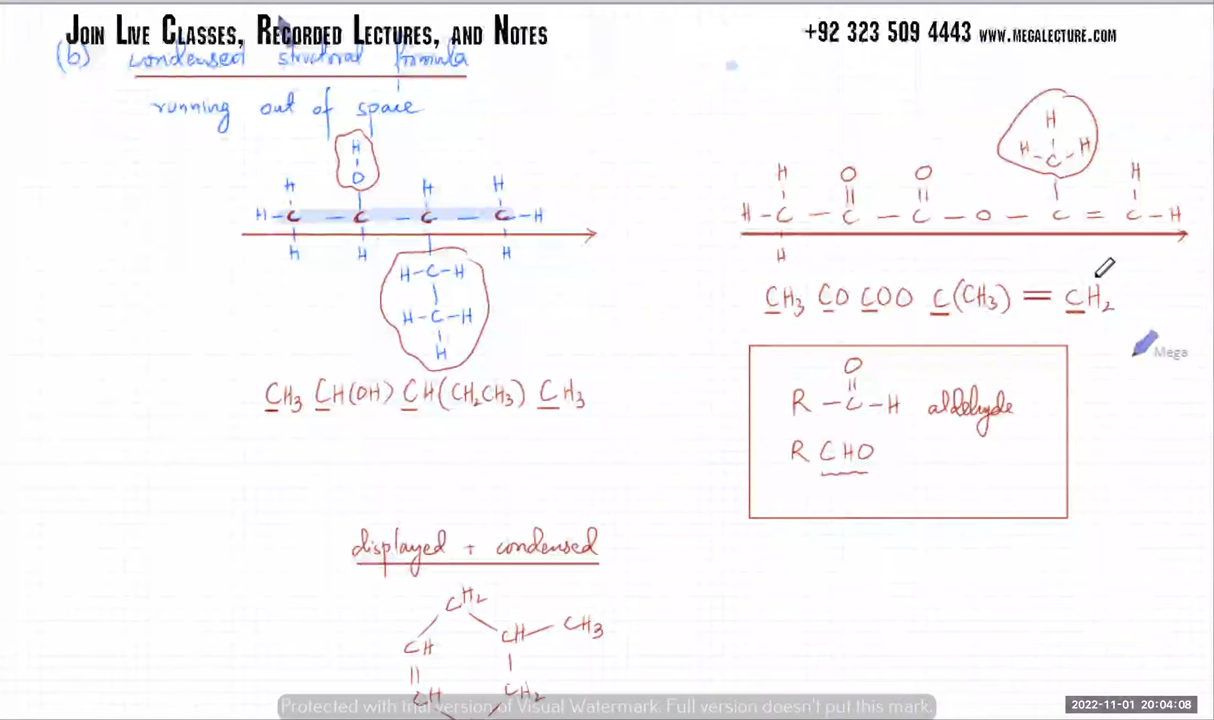 JOIN LIVE CLASSES, RECORDED LECTURES, AND NOTES
+92 323 509 4443 WWW.MEGALECTURE.COM
(b) condensed structural formula
running out of space
H
O
H H H
H-C - C - C - C-H
H H H
H-C-H
H-C-H
H
CH₃ CH(OH) CH(CH₂CH₃) CH₃
H
H-C-H
H O O H
H-C - C - C - O - C = C-H
H
CH₃ CO COO C(CH₃) = CH₂
Mega
O
R - C - H aldehyde
R CHO
displayed + condensed
CH₂
CH CH CH₃
CH CH₂
Protected with trial version of Visual Watermark. Full version doesn't put this mark.
2022-11-01 20:04:08